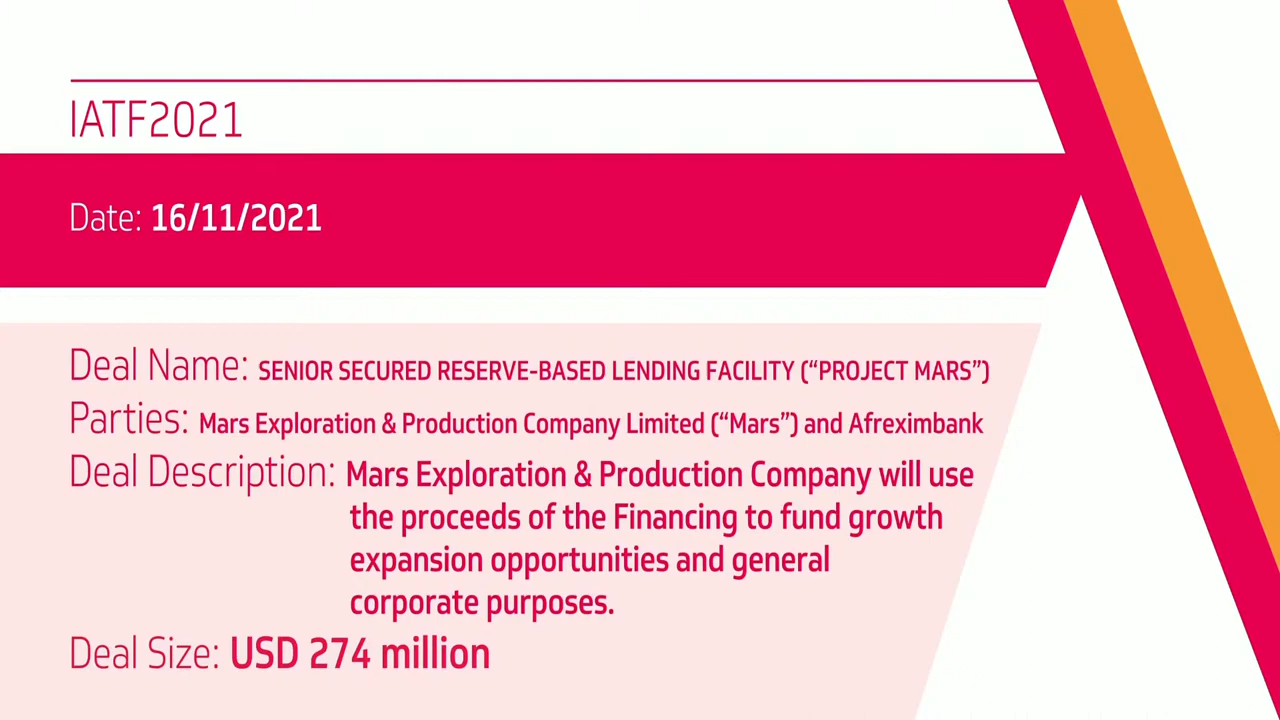 IATF2021
Date: 16/11/2021
Deal Name: SENIOR SECURED RESERVE-BASED LENDING FACILITY (“PROJECT MARS”)
Parties: Mars Exploration & Production Company Limited (“Mars”) and Afreximbank
Deal Description: Mars Exploration & Production Company will use
the proceeds of the Financing to fund growth
expansion opportunities and general
corporate purposes.
Deal Size: USD 274 million